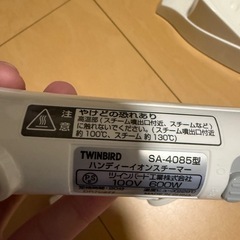 注意
やけどの恐れあり
高温部(スチーム噴出口付近、スチームなど)
に触れないでください。(スチーム噴出口付近
約100℃、スチーム 約130℃)
TWINBIRD SA-4085型
ハンディーイオンスチーマー
ツインバード工業株式会社
100V 600W